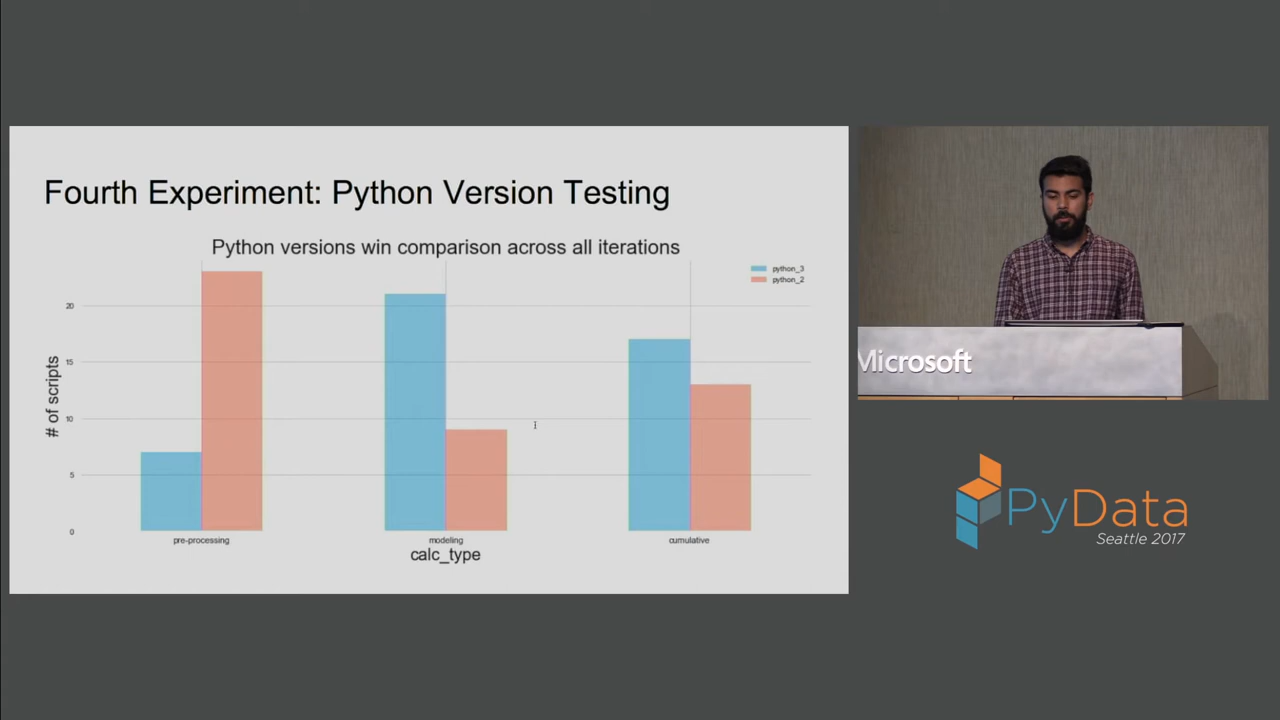 Fourth Experiment: Python Version Testing
Python versions win comparison across all iterations
python_3
python_2
# of scripts
20
15
10
5
0
pre-processing
modeling
cumulative
calc_type
Microsoft
PyData
Seattle 2017